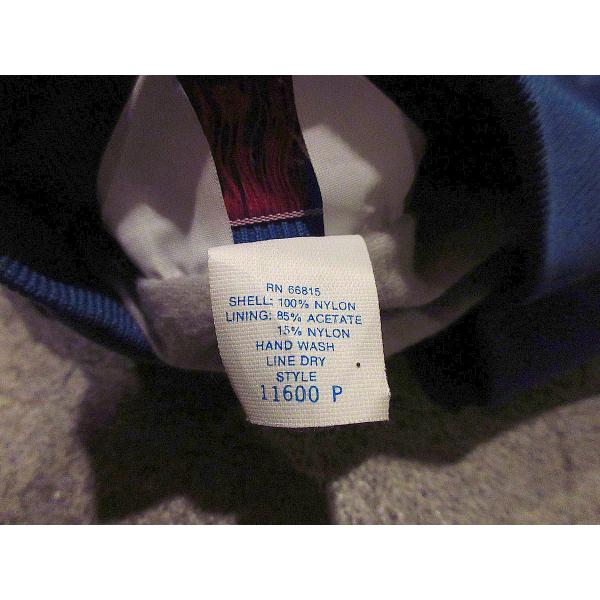 RN 66815
SHELL: 100% NYLON
LINING: 85% ACETATE
15% NYLON
HAND WASH
LINE DRY
STYLE
11600 P